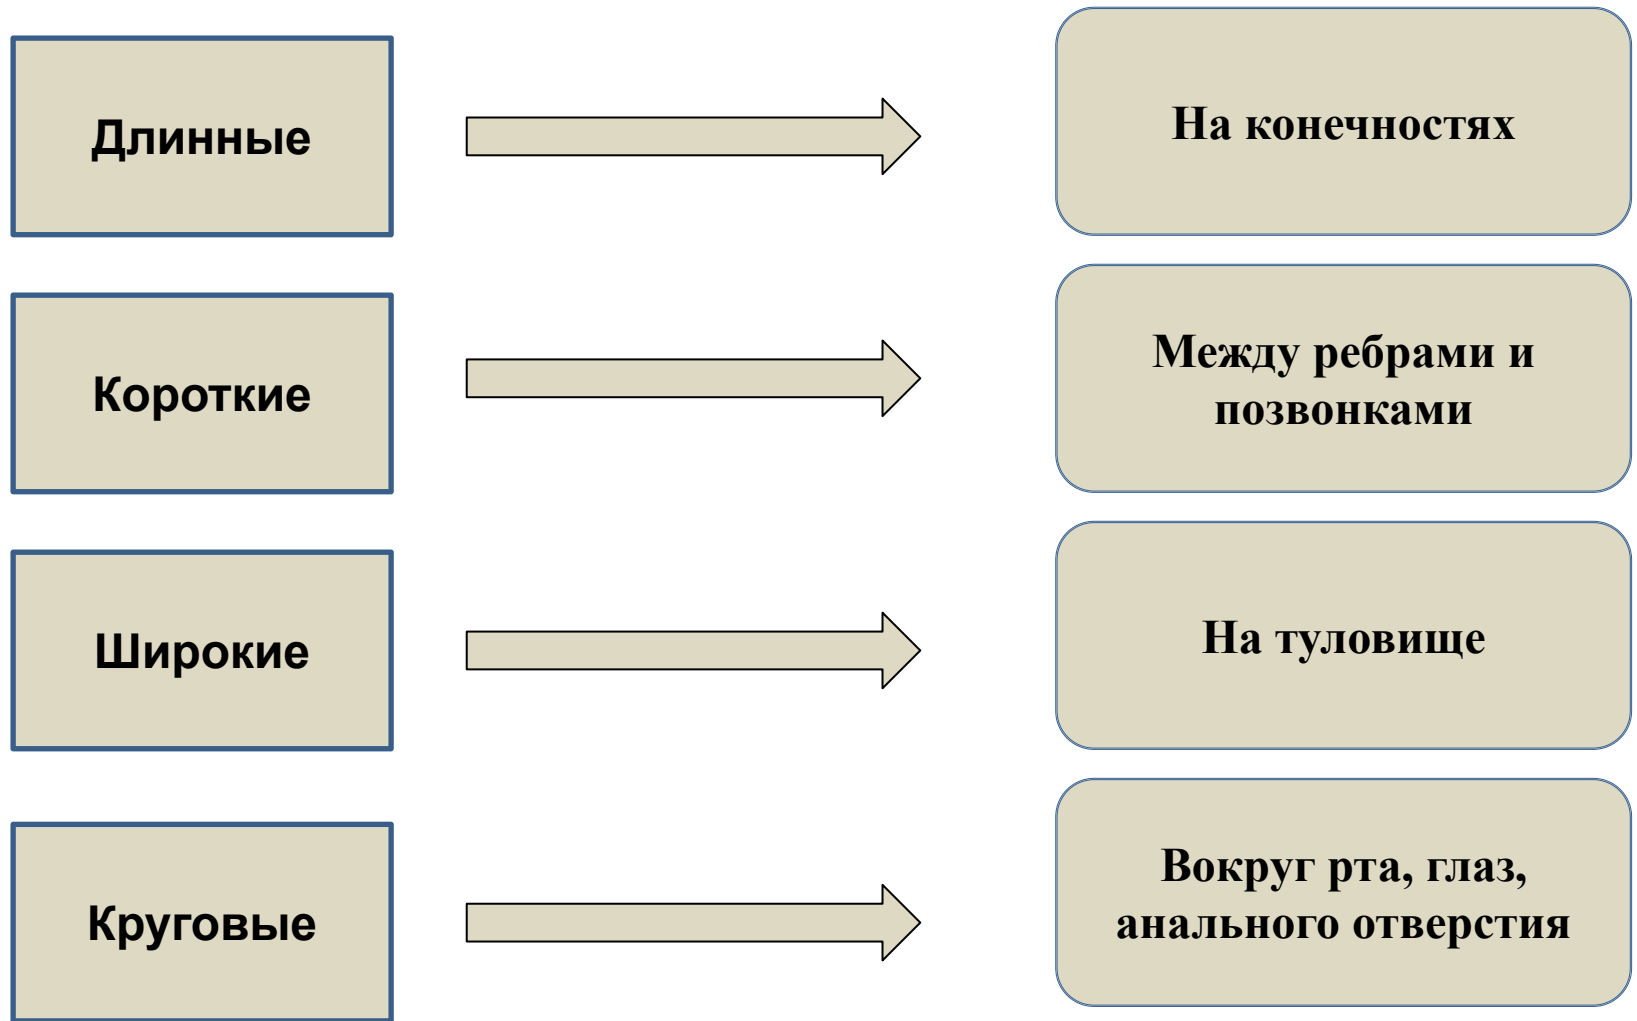 Длинные
На конечностях
Короткие
Между ребрами и
позвонками
Широкие
На туловище
Круговые
Вокруг рта, глаз,
анального отверстия